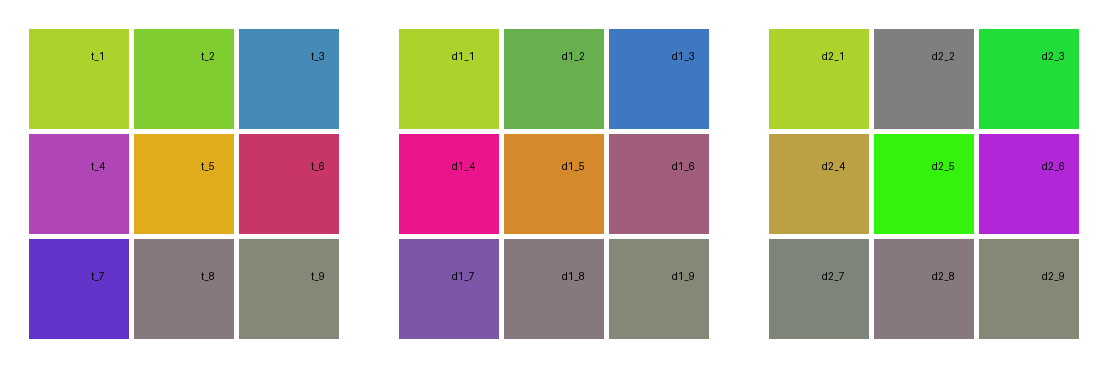 t_1 t_2 t_3 d1_1 d1_2 d1_3 d2_1 d2_2 d2_3
t_4 t_5 t_6 d1_4 d1_5 d1_6 d2_4 d2_5 d2_6
t_7 t_8 t_9 d1_7 d1_8 d1_9 d2_7 d2_8 d2_9